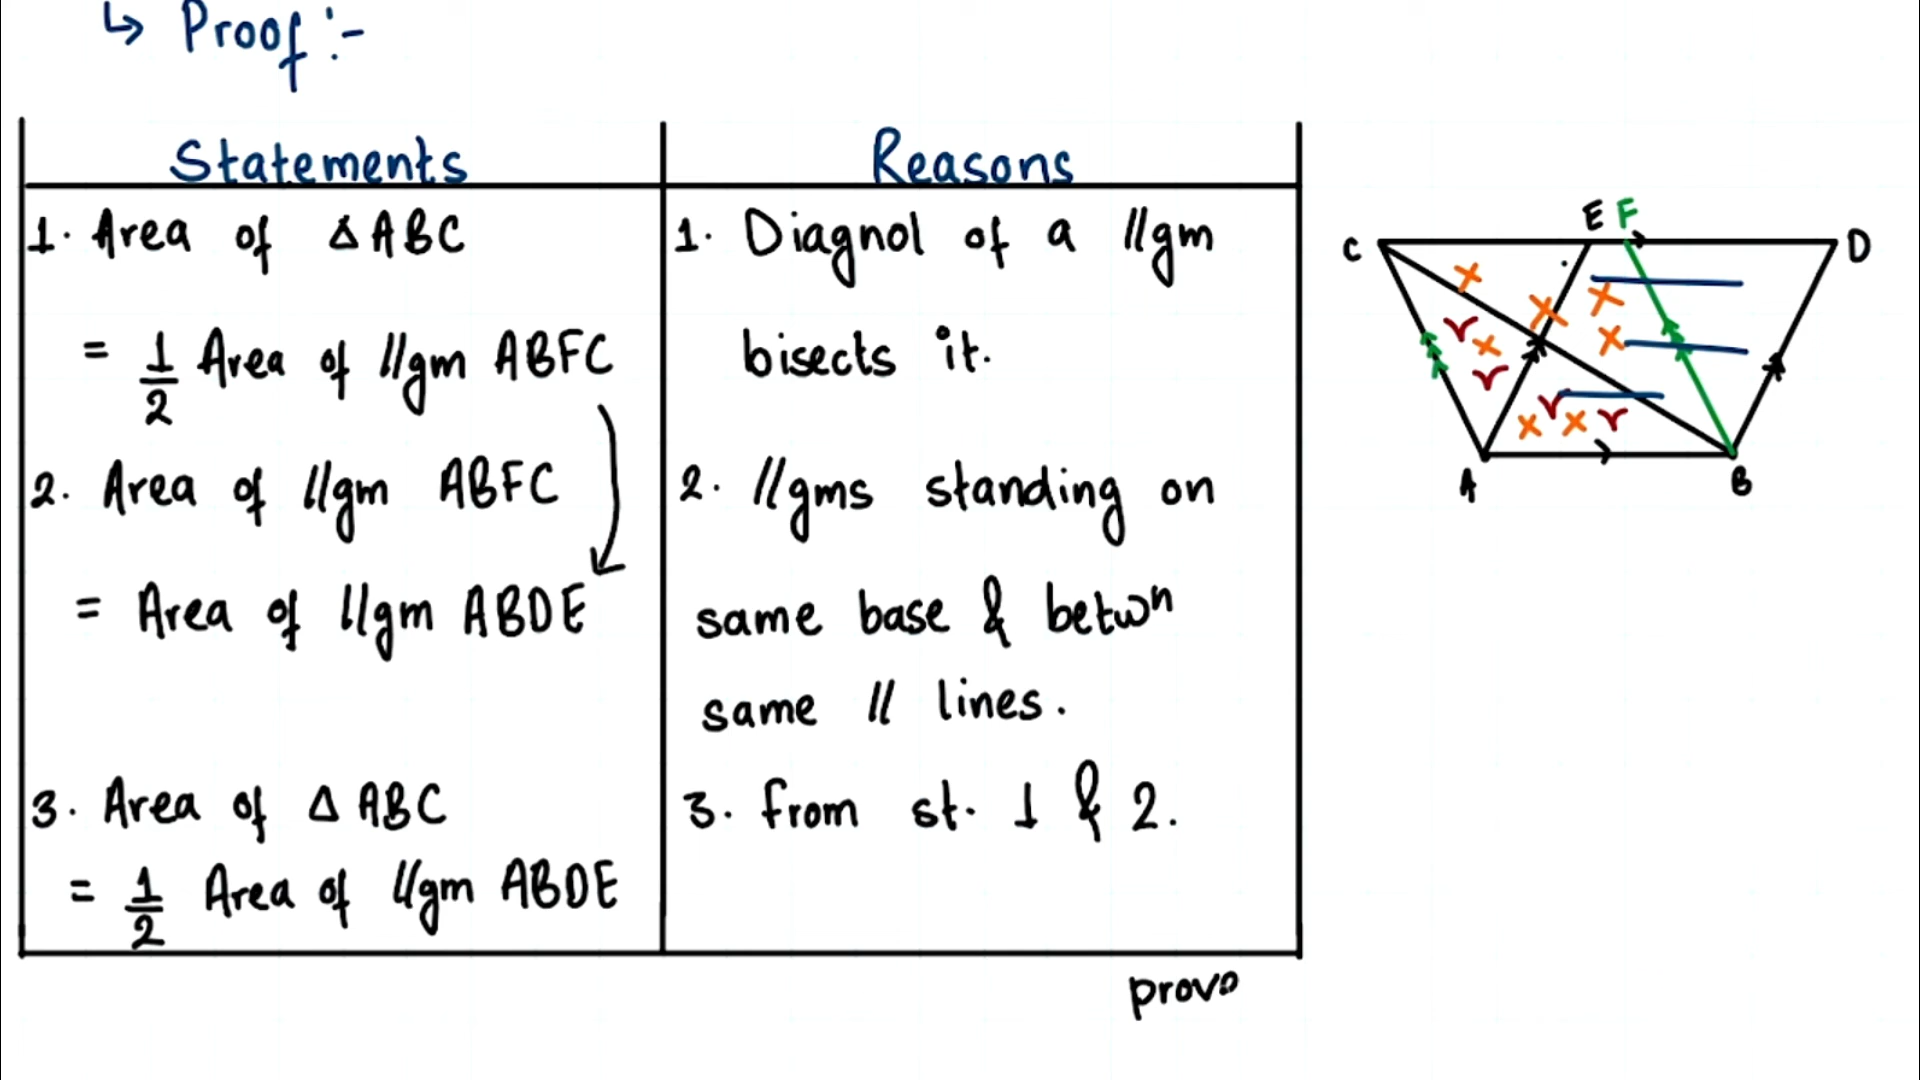 ↳ Proof :-
Statements
Reasons
1. Area of △ ABC
= 1/2 Area of //gm ABFC
2. Area of //gm ABFC
= Area of //gm ABDE
3. Area of △ ABC
= 1/2 Area of //gm ABDE
1. Diagnol of a //gm
bisects it.
2. //gms standing on
same base & betwⁿ
same // lines.
3. from st. 1 & 2.
prove
C E F D
A B